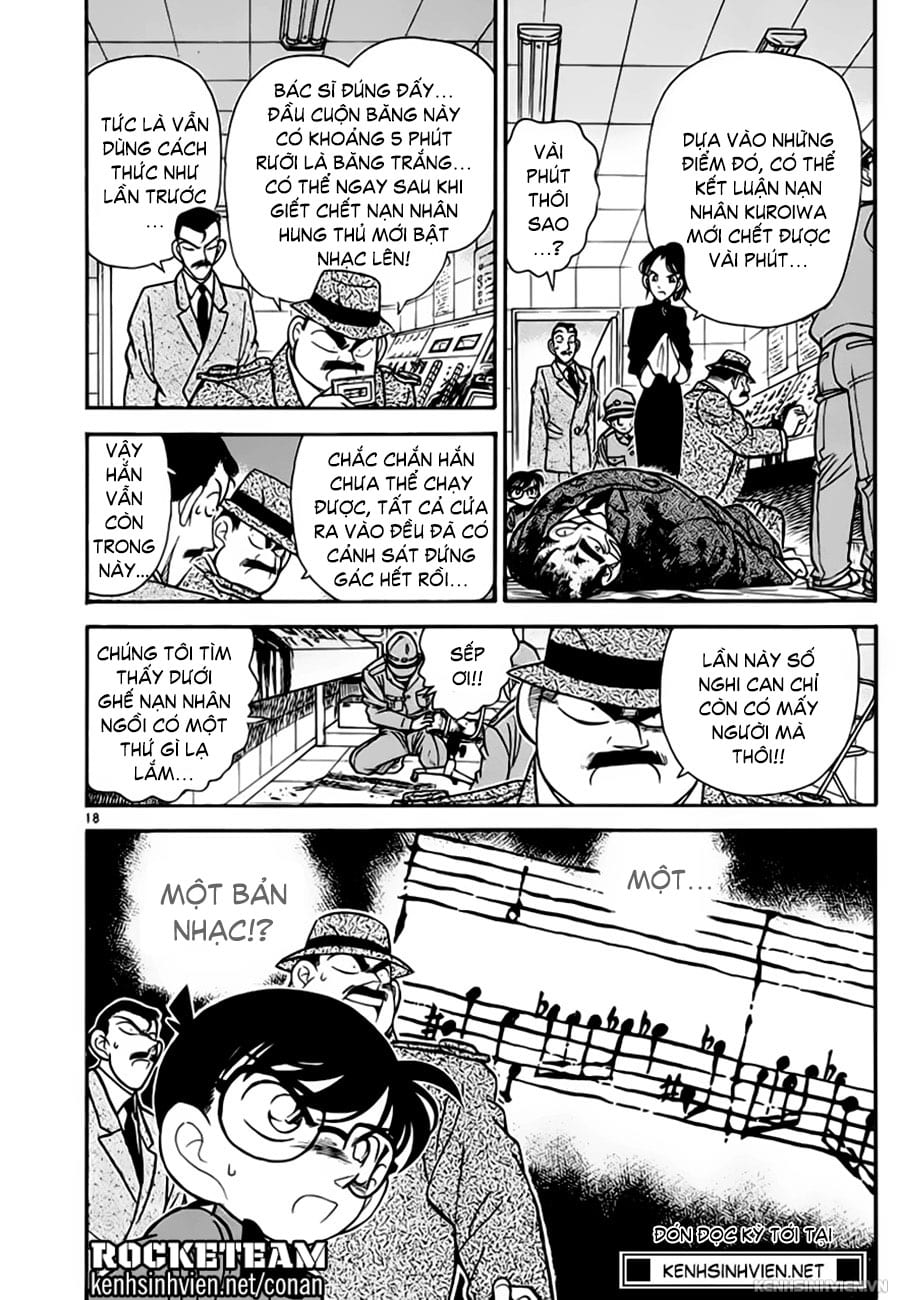 DỰA VÀO NHỮNG
ĐIỂM ĐÓ, CÓ THỂ
KẾT LUẬN NẠN
NHÂN KUROIWA
MỚI CHẾT ĐƯỢC
VÀI PHÚT...
VÀI
PHÚT
THÔI
SAO
...?
BÁC SĨ ĐÚNG ĐẤY...
ĐẦU CUỘN BĂNG NÀY
CÓ KHOẢNG 5 PHÚT
RƯỠI LÀ BĂNG TRẮNG...
CÓ THỂ NGAY SAU KHI
GIẾT CHẾT NẠN NHÂN
HUNG THỦ MỚI BẬT
NHẠC LÊN!
TỨC LÀ VẪN
DÙNG CÁCH
THỨC NHƯ
LẦN TRƯỚC
...
CHẮC CHẮN HẮN
CHƯA THỂ CHẠY
ĐƯỢC, TẤT CẢ CỬA
RA VÀO ĐỀU ĐÃ CÓ
CẢNH SÁT ĐỨNG
GÁC HẾT RỒI...
VẬY
HẮN
VẪN
CÒN
TRONG
NÀY...
LẦN NÀY SỐ
NGHI CAN CHỈ
CÒN CÓ MẤY
NGƯỜI MÀ
THÔI!!
SẾP
ƠI!!
CHÚNG TÔI TÌM
THẤY DƯỚI
GHẾ NẠN NHÂN
NGỒI CÓ MỘT
THỨ GÌ LẠ
LẮM...
18
MỘT...
MỘT BẢN
NHẠC!?
ĐÓN ĐỌC KỲ TỚI TẠI
KENHSINHVIEN.NET
ROCKETEAM
kenhsinhvien.net/conan
KENHSINHVIEN.VN